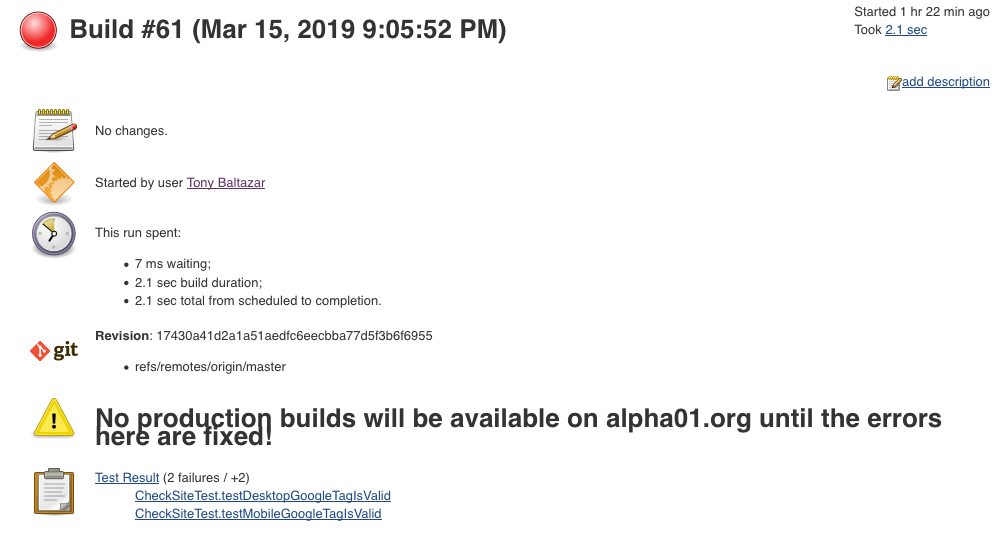 Build #61 (Mar 15, 2019 9:05:52 PM)
Started 1 hr 22 min ago
Took 2.1 sec
add description
No changes.
Started by user Tony Baltazar
This run spent:
• 7 ms waiting;
• 2.1 sec build duration;
• 2.1 sec total from scheduled to completion.
Revision: 17430a41d2a1a51aedfc6eecbba77d5f3b6f6955
git
• refs/remotes/origin/master
No production builds will be available on alpha01.org until the errors
here are fixed!
Test Result (2 failures / +2)
CheckSiteTest.testDesktopGoogleTagIsValid
CheckSiteTest.testMobileGoogleTagIsValid